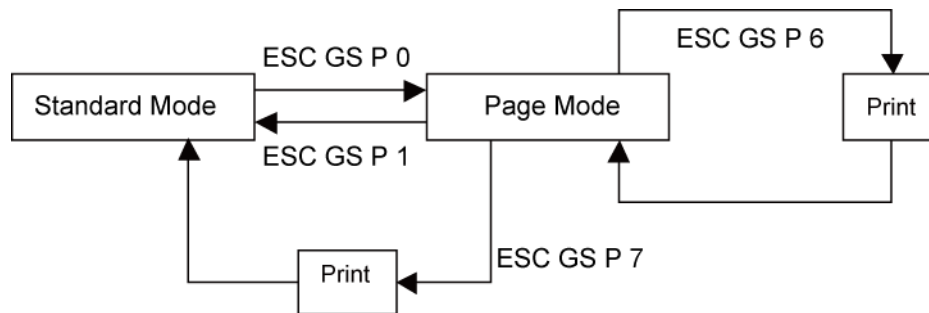 ESC GS P 6
ESC GS P 0
Standard Mode
Page Mode
Print
ESC GS P 1
ESC GS P 7
Print